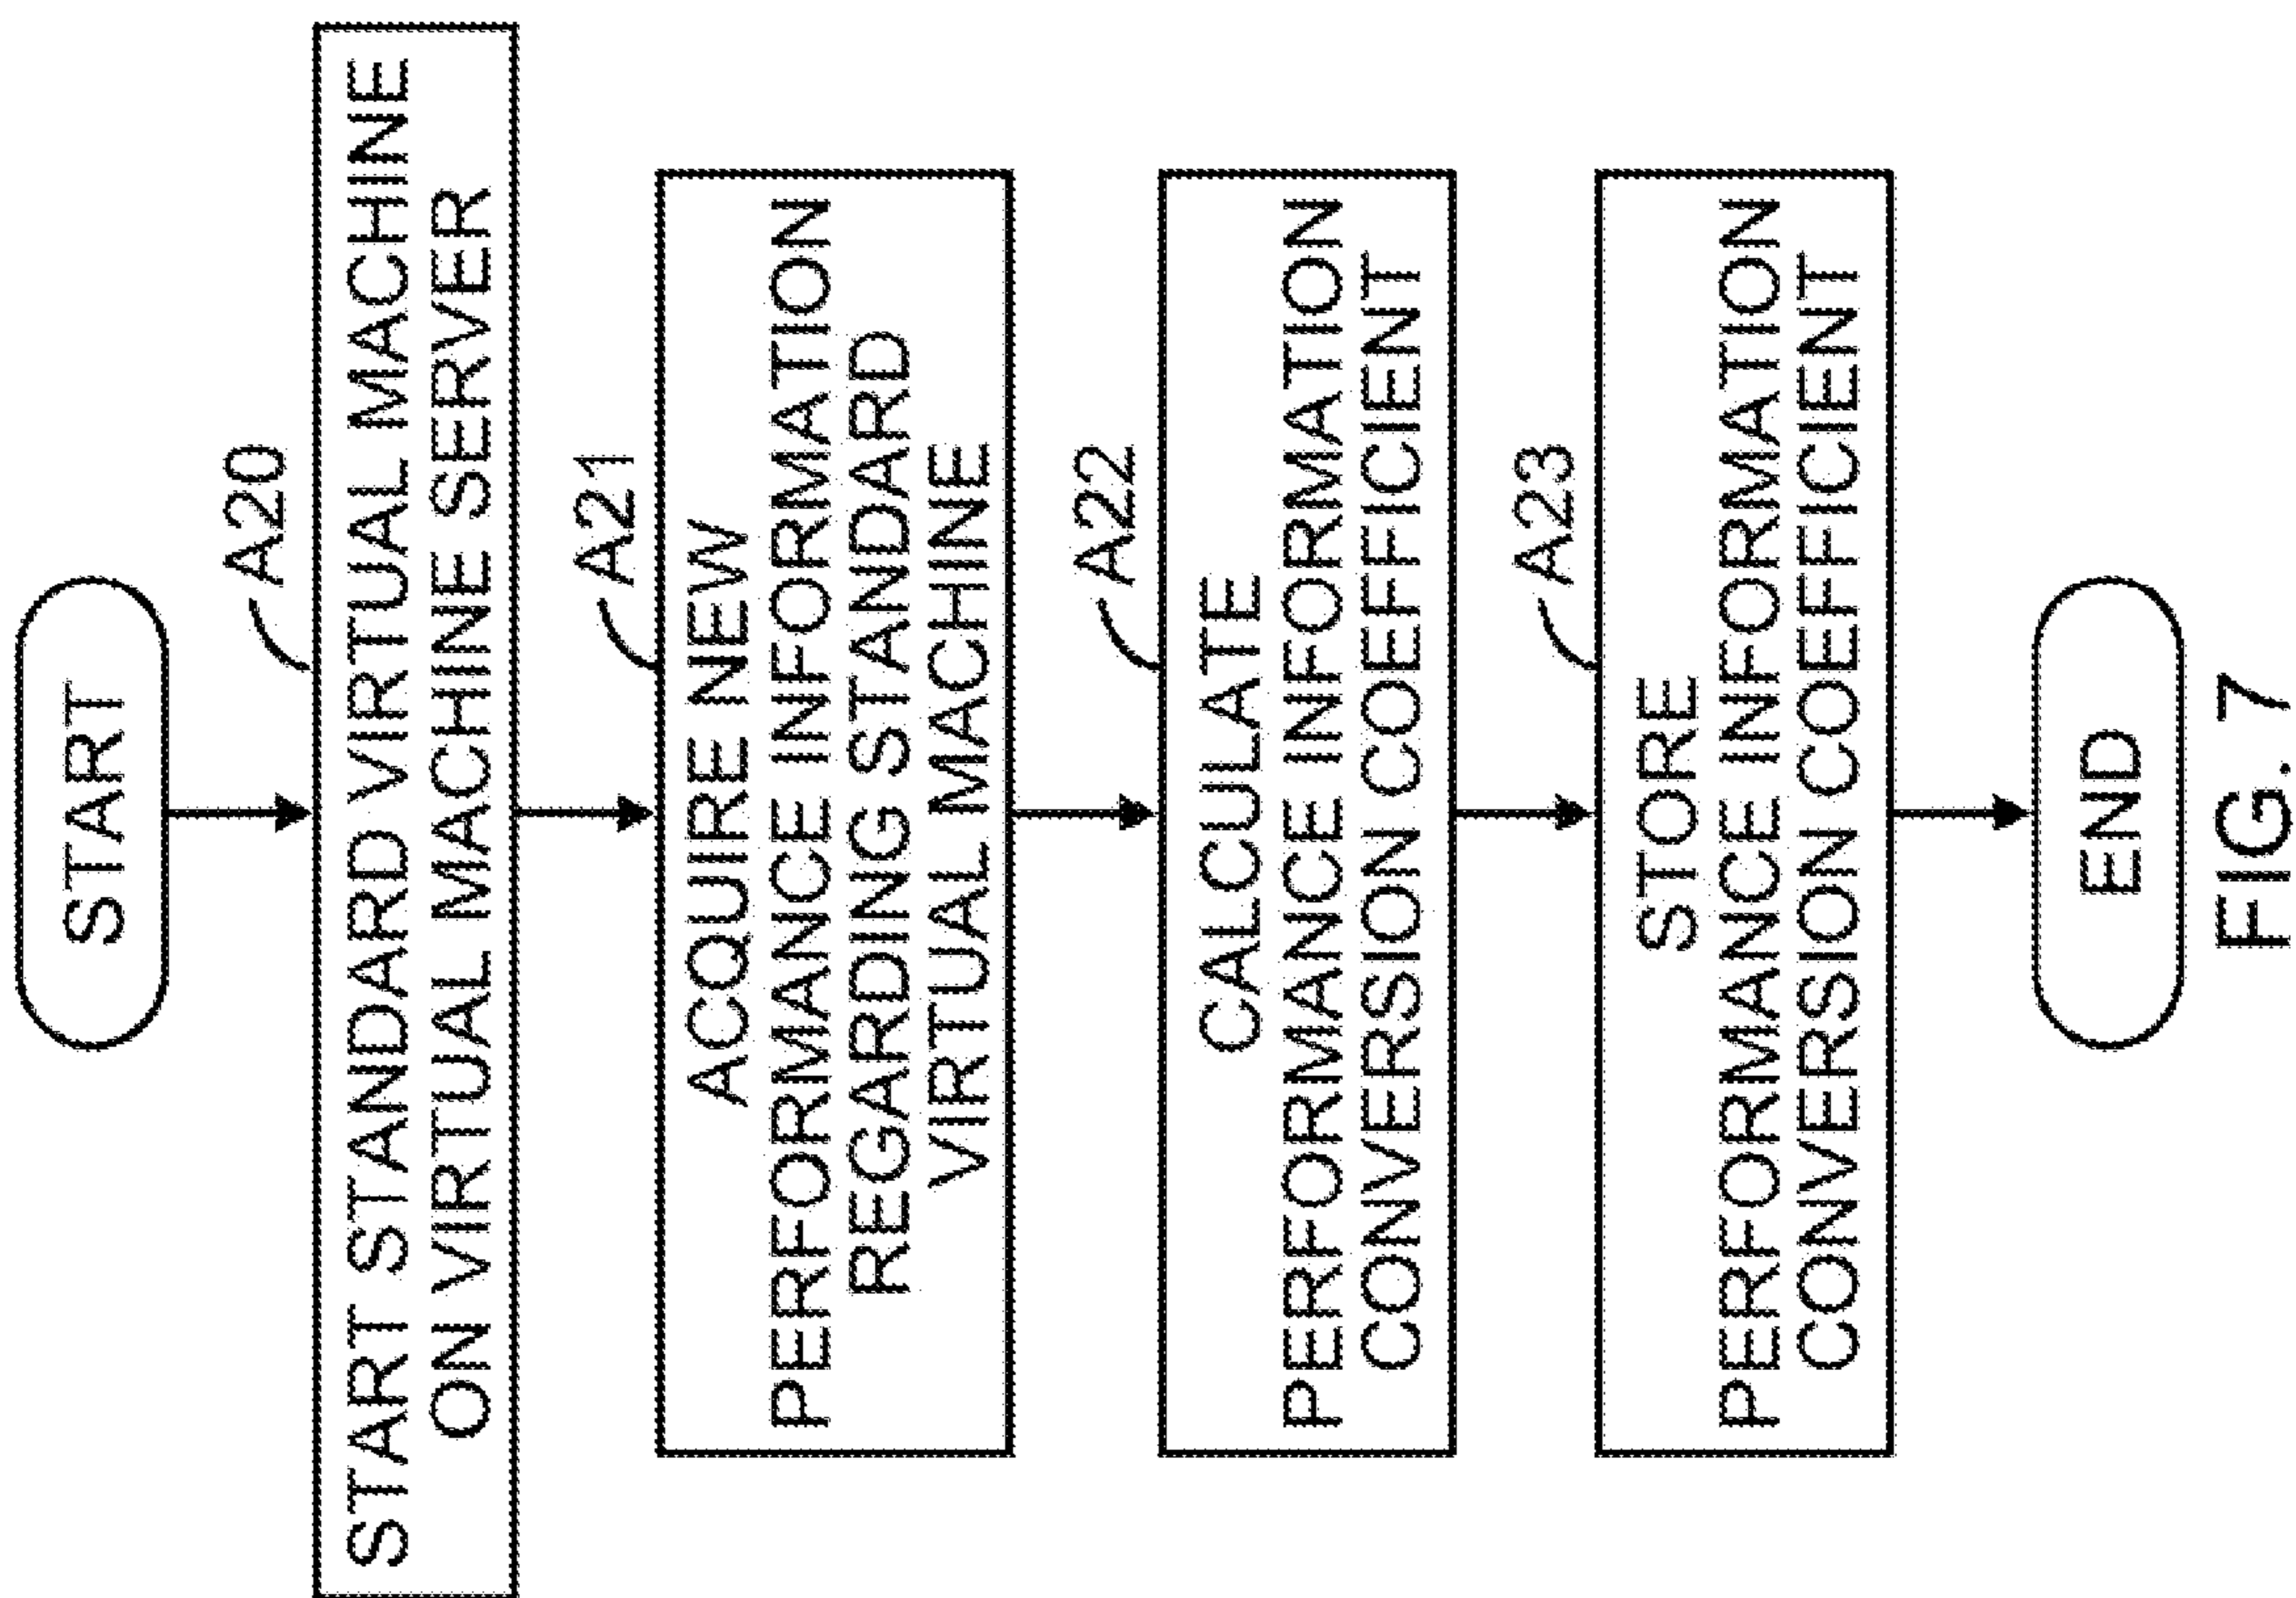 START
A20
START STANDARD VIRTUAL MACHINE
ON VIRTUAL MACHINE SERVER
A21
ACQUIRE NEW
PERFORMANCE INFORMATION
REGARDING STANDARD
VIRTUAL MACHINE
A22
CALCULATE
PERFORMANCE INFORMATION
CONVERSION COEFFICIENT
A23
STORE
PERFORMANCE INFORMATION
CONVERSION COEFFICIENT
END
FIG. 7